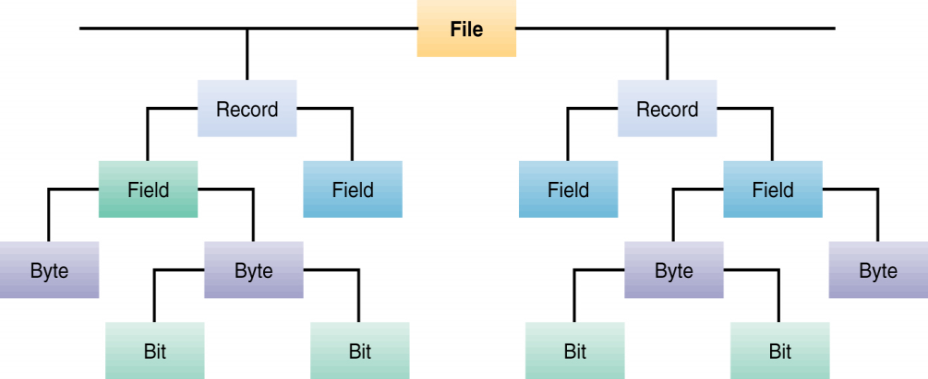 File
Record Record
Field Field Field Field
Byte Byte Byte Byte
Bit Bit Bit Bit